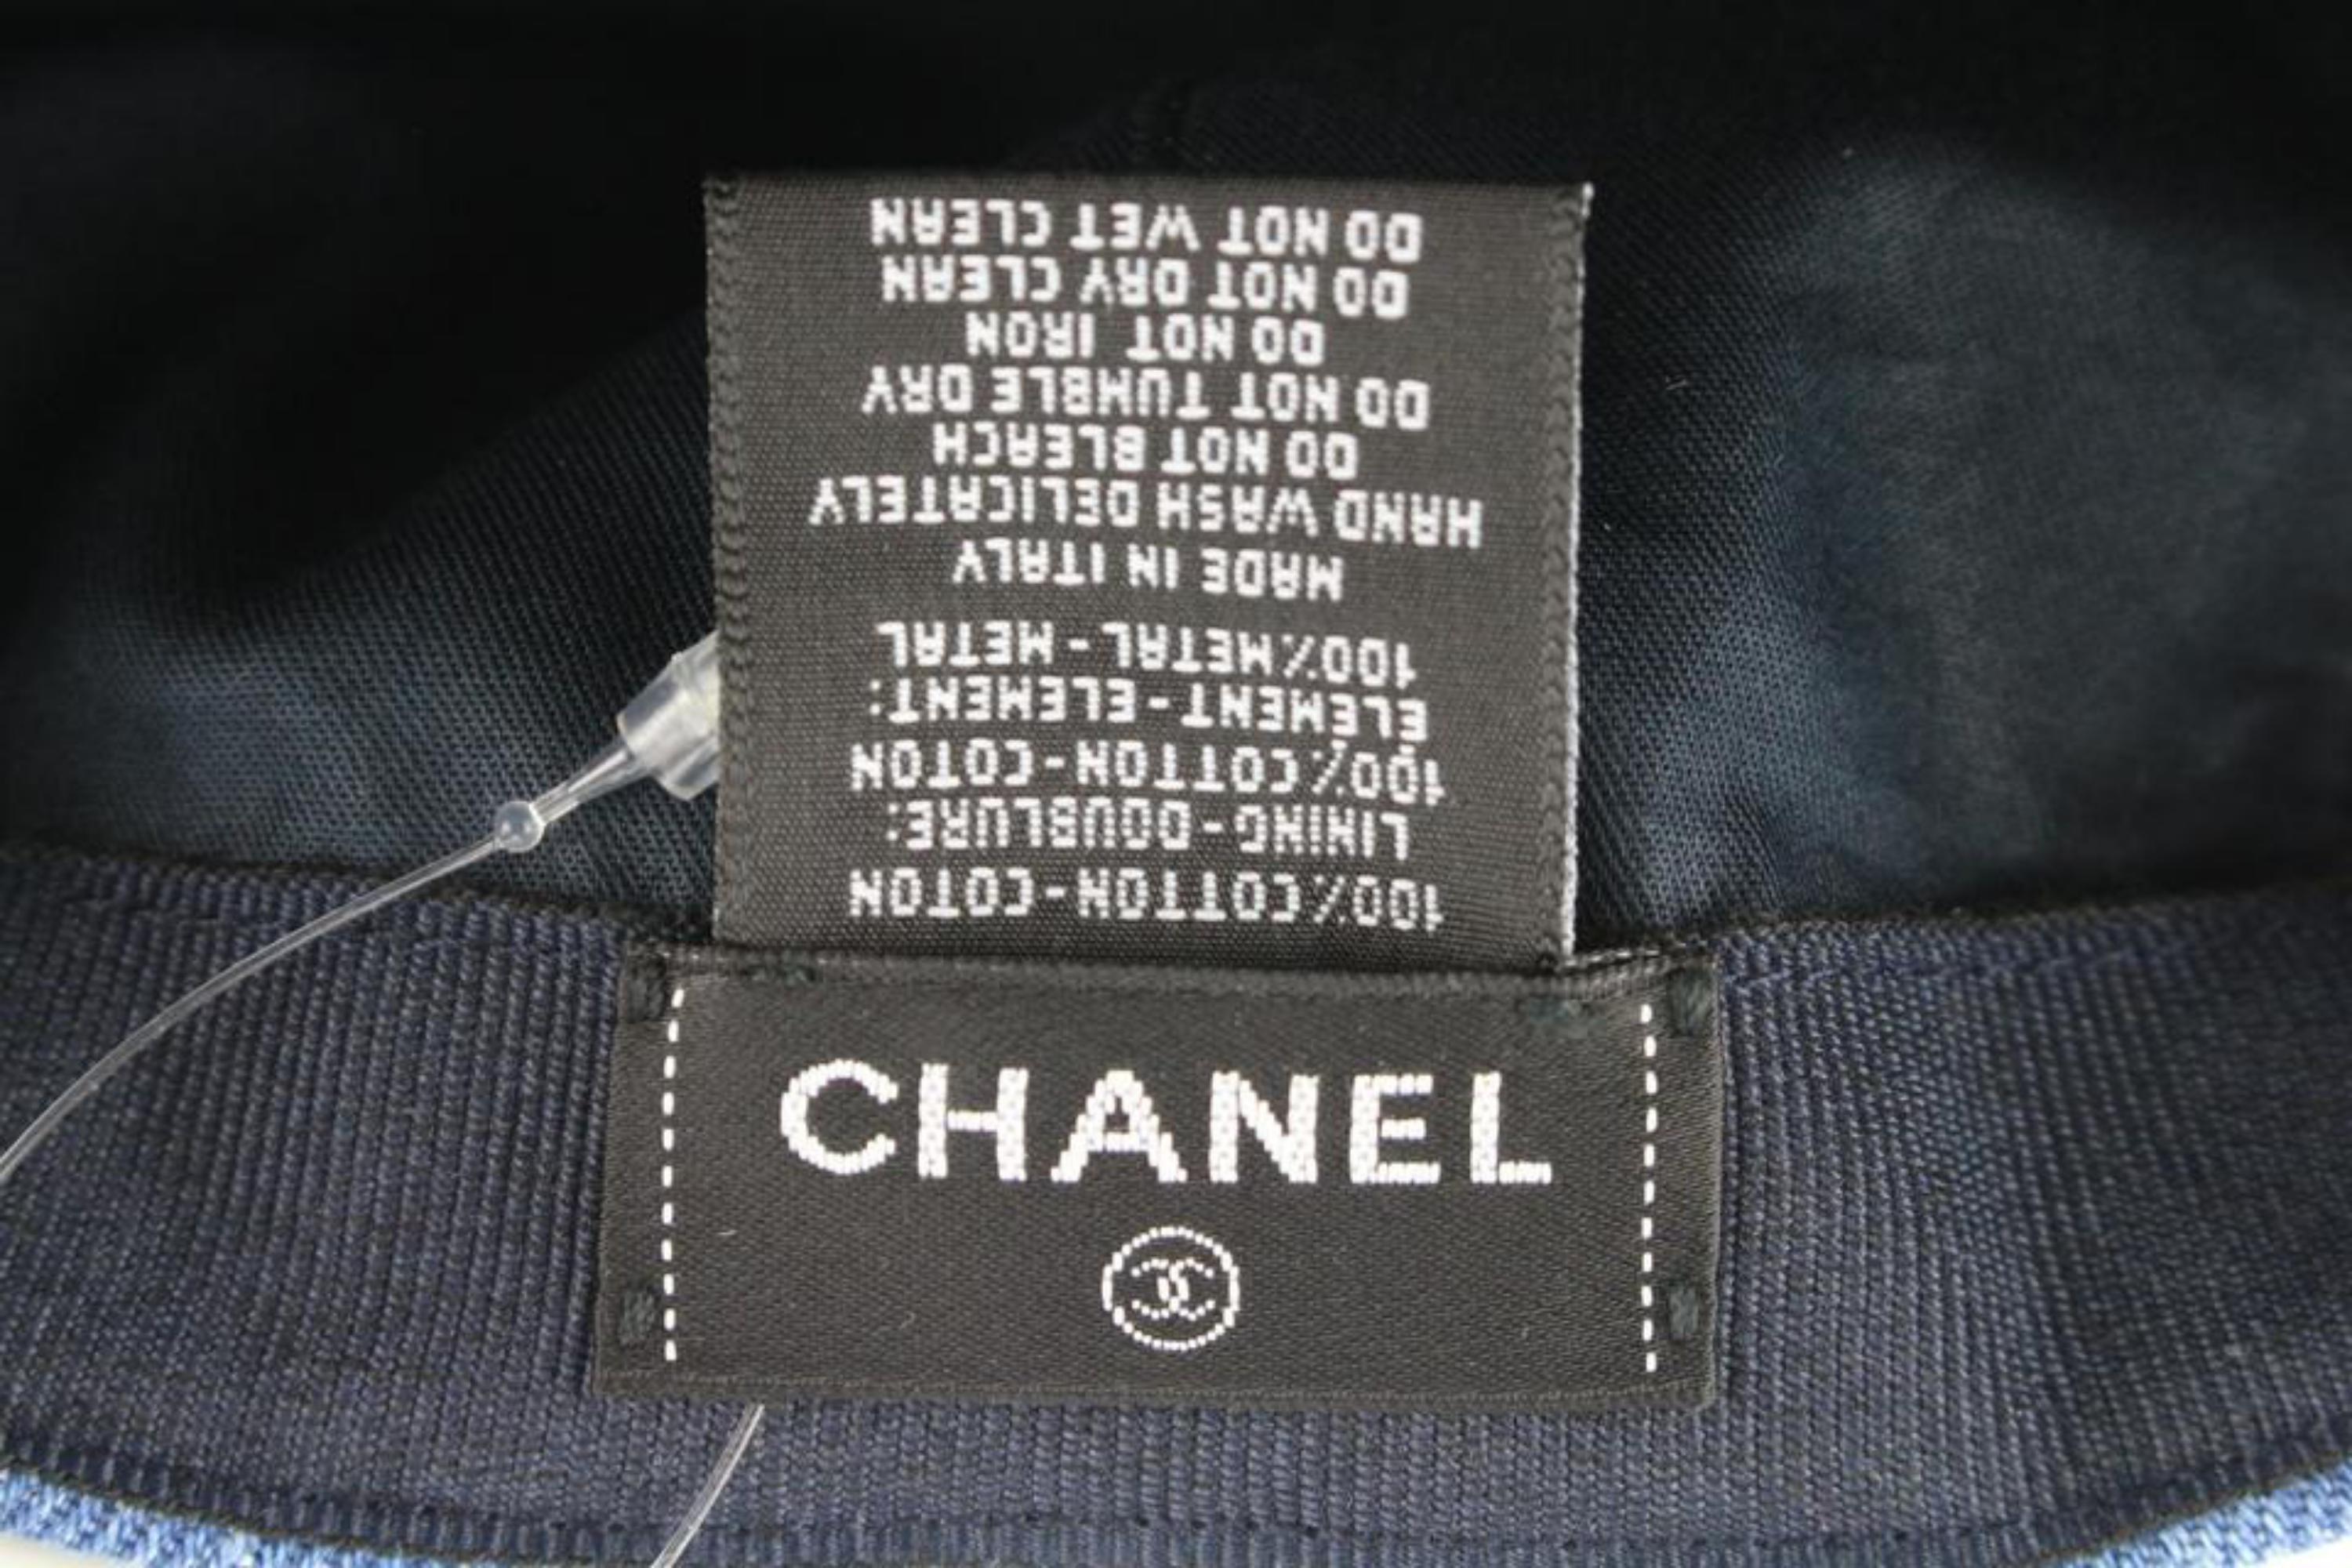 100%COTTON-COTON
LINING-DOUBLURE:
100%COTTON-COTON
ELEMENT-ELEMENT:
100%METAL-METAL
MADE IN ITALY
HAND WASH DELICATELY
DO NOT BLEACH
DO NOT TUMBLE DRY
DO NOT IRON
DO NOT DRY CLEAN
DO NOT WET CLEAN
CHANEL